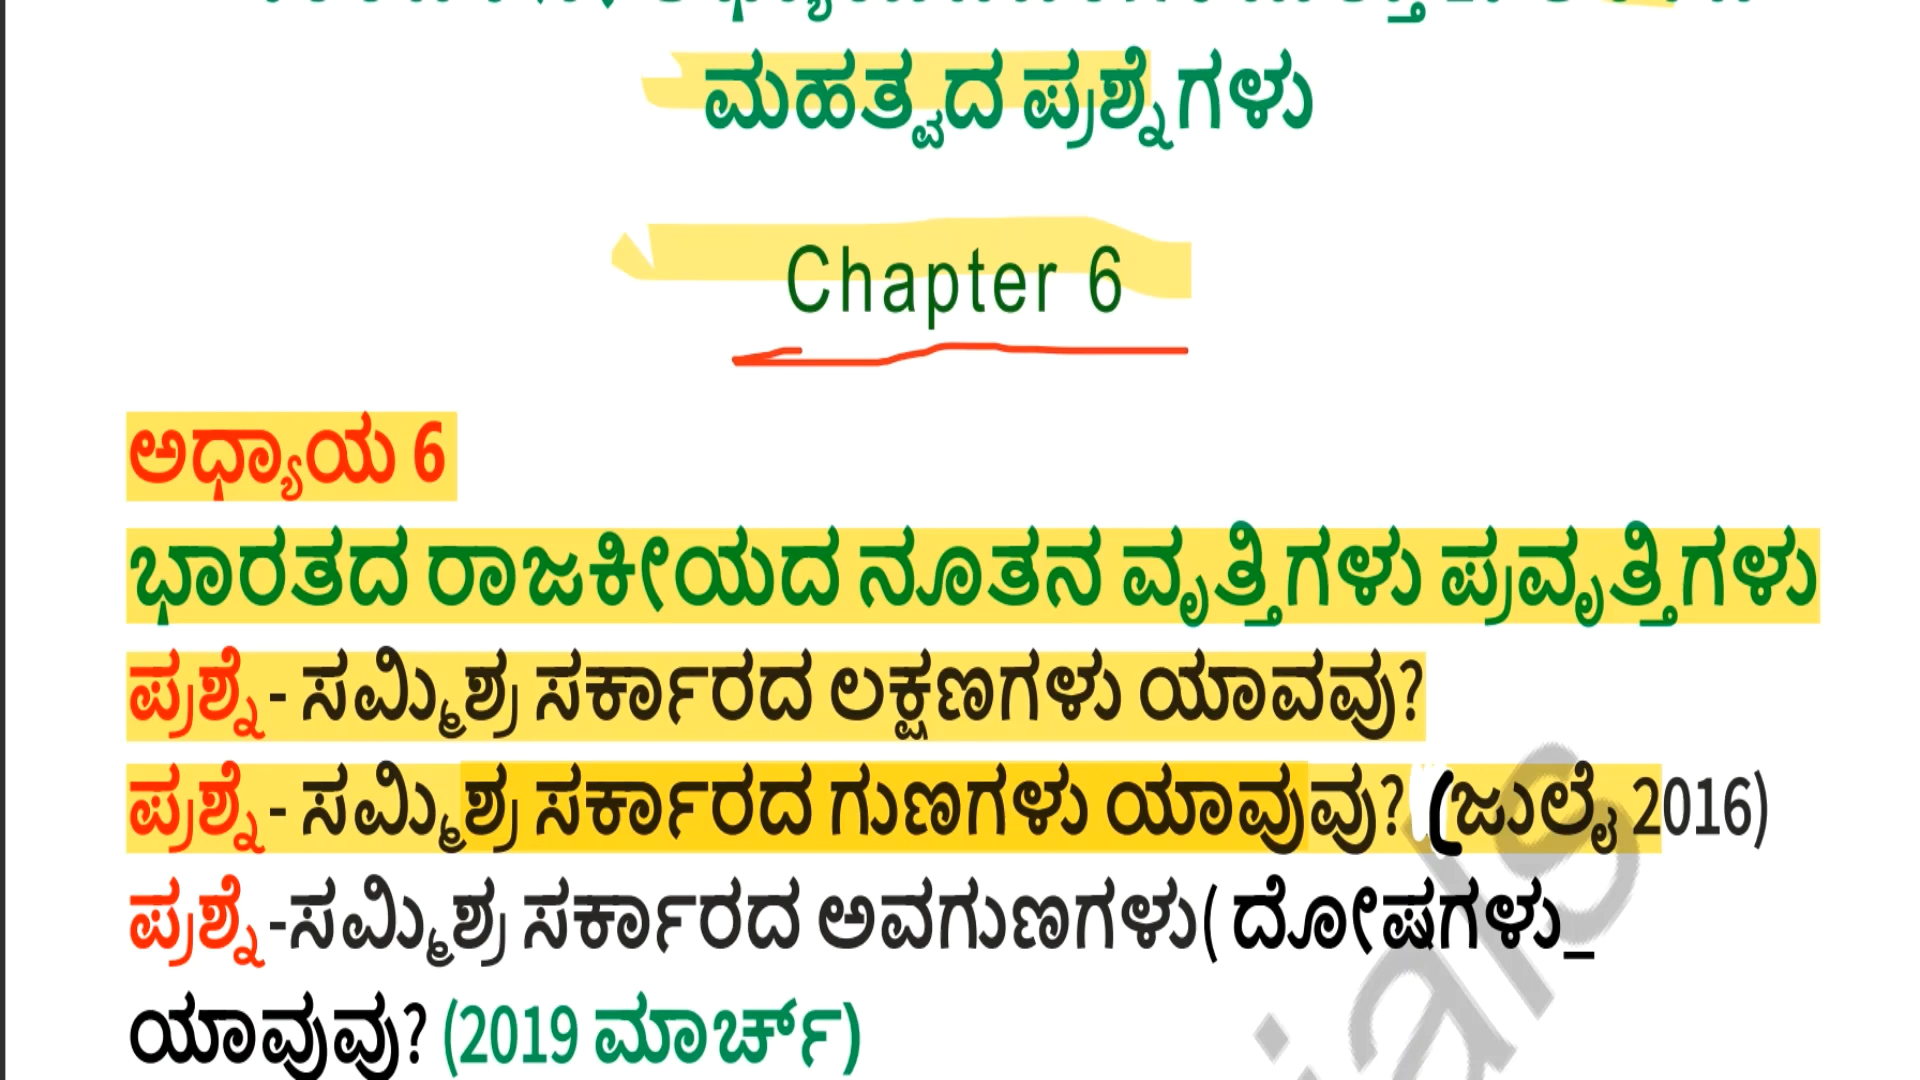 ಮಹತ್ವದ ಪ್ರಶ್ನೆಗಳು
Chapter 6
ಅಧ್ಯಾಯ 6
ಭಾರತದ ರಾಜಕೀಯದ ನೂತನ ವೃತ್ತಿಗಳು ಪ್ರವೃತ್ತಿಗಳು
ಪ್ರಶ್ನೆ - ಸಮ್ಮಿಶ್ರ ಸರ್ಕಾರದ ಲಕ್ಷಣಗಳು ಯಾವವು?
ಪ್ರಶ್ನೆ - ಸಮ್ಮಿಶ್ರ ಸರ್ಕಾರದ ಗುಣಗಳು ಯಾವುವು? (ಜುಲೈ 2016)
ಪ್ರಶ್ನೆ -ಸಮ್ಮಿಶ್ರ ಸರ್ಕಾರದ ಅವಗುಣಗಳು( ದೋಷಗಳು_
ಯಾವುವು? (2019 ಮಾರ್ಚ್)